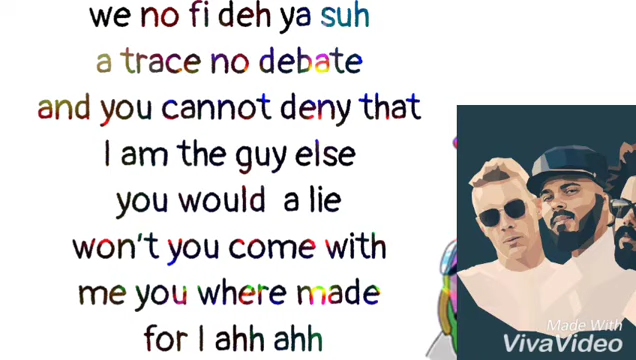 we no fi deh ya suh
a trace no debate
and you cannot deny that
I am the guy else
you would a lie
won't you come with
me you where made
for I ahh ahh
Made With
VivaVideo